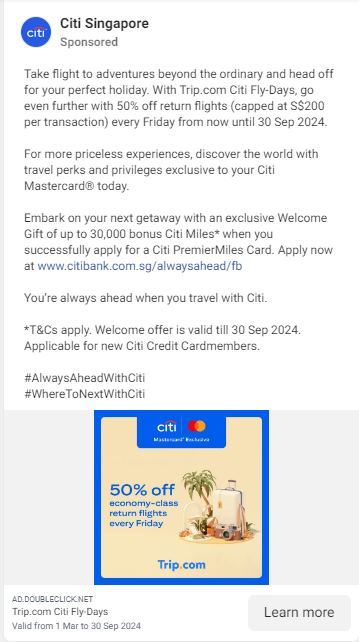 citi
Citi Singapore
Sponsored
Take flight to adventures beyond the ordinary and head off
for your perfect holiday. With Trip.com Citi Fly-Days, go
even further with 50% off return flights (capped at S$200
per transaction) every Friday from now until 30 Sep 2024.
For more priceless experiences, discover the world with
travel perks and privileges exclusive to your Citi
Mastercard® today.
Embark on your next getaway with an exclusive Welcome
Gift of up to 30,000 bonus Citi Miles* when you
successfully apply for a Citi PremierMiles Card. Apply now
at www.citibank.com.sg/alwaysahead/fb
You're always ahead when you travel with Citi.
*T&Cs apply. Welcome offer is valid till 30 Sep 2024.
Applicable for new Citi Credit Cardmembers.
#AlwaysAheadWithCiti
#WhereToNextWithCiti
citi
Mastercard® Exclusive
50% off
economy-class
return flights
every Friday
Trip.com
AD.DOUBLECLICK.NET
Trip.com Citi Fly-Days
Valid from 1 Mar to 30 Sep 2024
Learn more